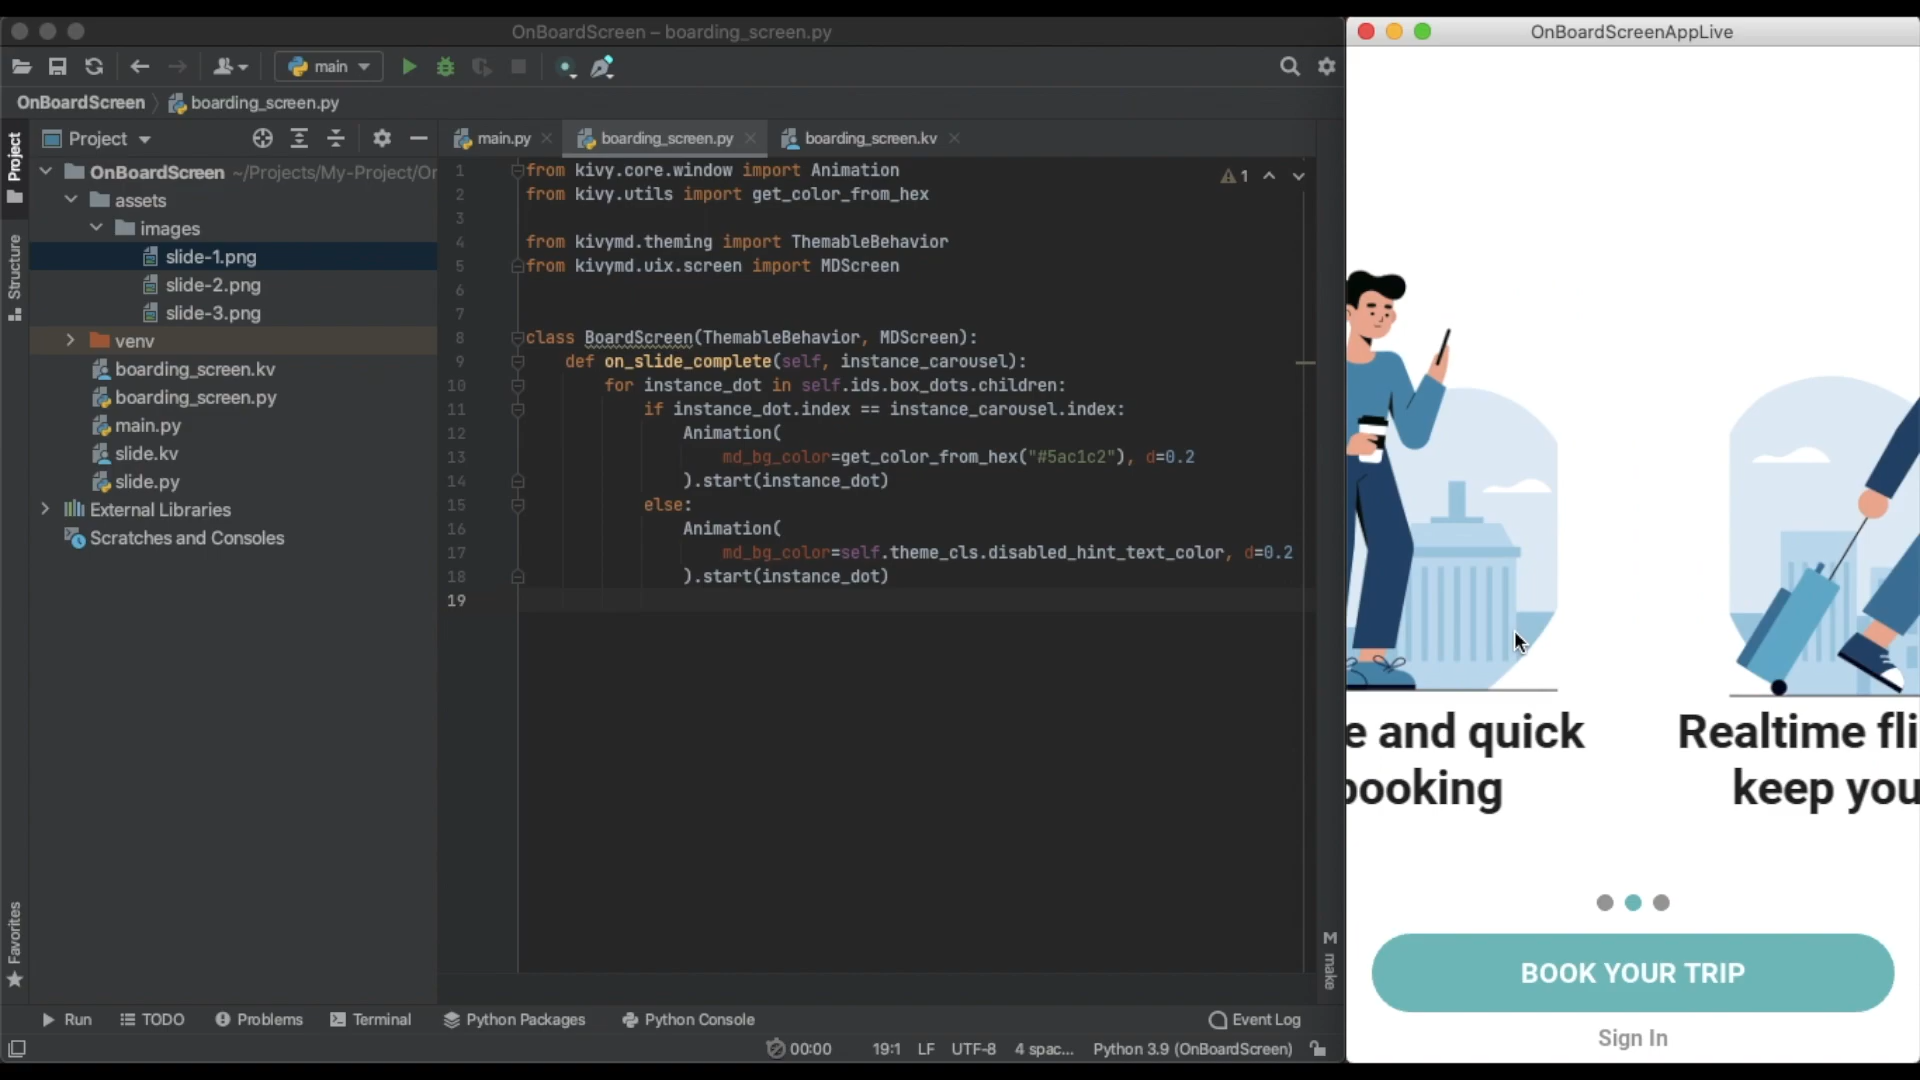 OnBoardScreen – boarding_screen.py
main
OnBoardScreen
boarding_screen.py
Project
main.py
boarding_screen.py
boarding_screen.kv
Project
Structure
Favorites
OnBoardScreen ~/Projects/My-Project/Or
assets
images
slide-1.png
slide-2.png
slide-3.png
venv
boarding_screen.kv
boarding_screen.py
main.py
slide.kv
slide.py
External Libraries
Scratches and Consoles
1 from kivy.core.window import Animation
2 from kivy.utils import get_color_from_hex
3
4 from kivymd.theming import ThemableBehavior
5 from kivymd.uix.screen import MDScreen
6
7
8 class BoardScreen(ThemableBehavior, MDScreen):
9 def on_slide_complete(self, instance_carousel):
10 for instance_dot in self.ids.box_dots.children:
11 if instance_dot.index == instance_carousel.index:
12 Animation(
13 md_bg_color=get_color_from_hex("#5ac1c2"), d=0.2
14 ).start(instance_dot)
15 else:
16 Animation(
17 md_bg_color=self.theme_cls.disabled_hint_text_color, d=0.2
18 ).start(instance_dot)
19
1
M make
Run
TODO
Problems
Terminal
Python Packages
Python Console
Event Log
00:00
19:1
LF
UTF-8
4 spac...
Python 3.9 (OnBoardScreen)
OnBoardScreenAppLive
e and quick
booking
Realtime fli
keep you
BOOK YOUR TRIP
Sign In